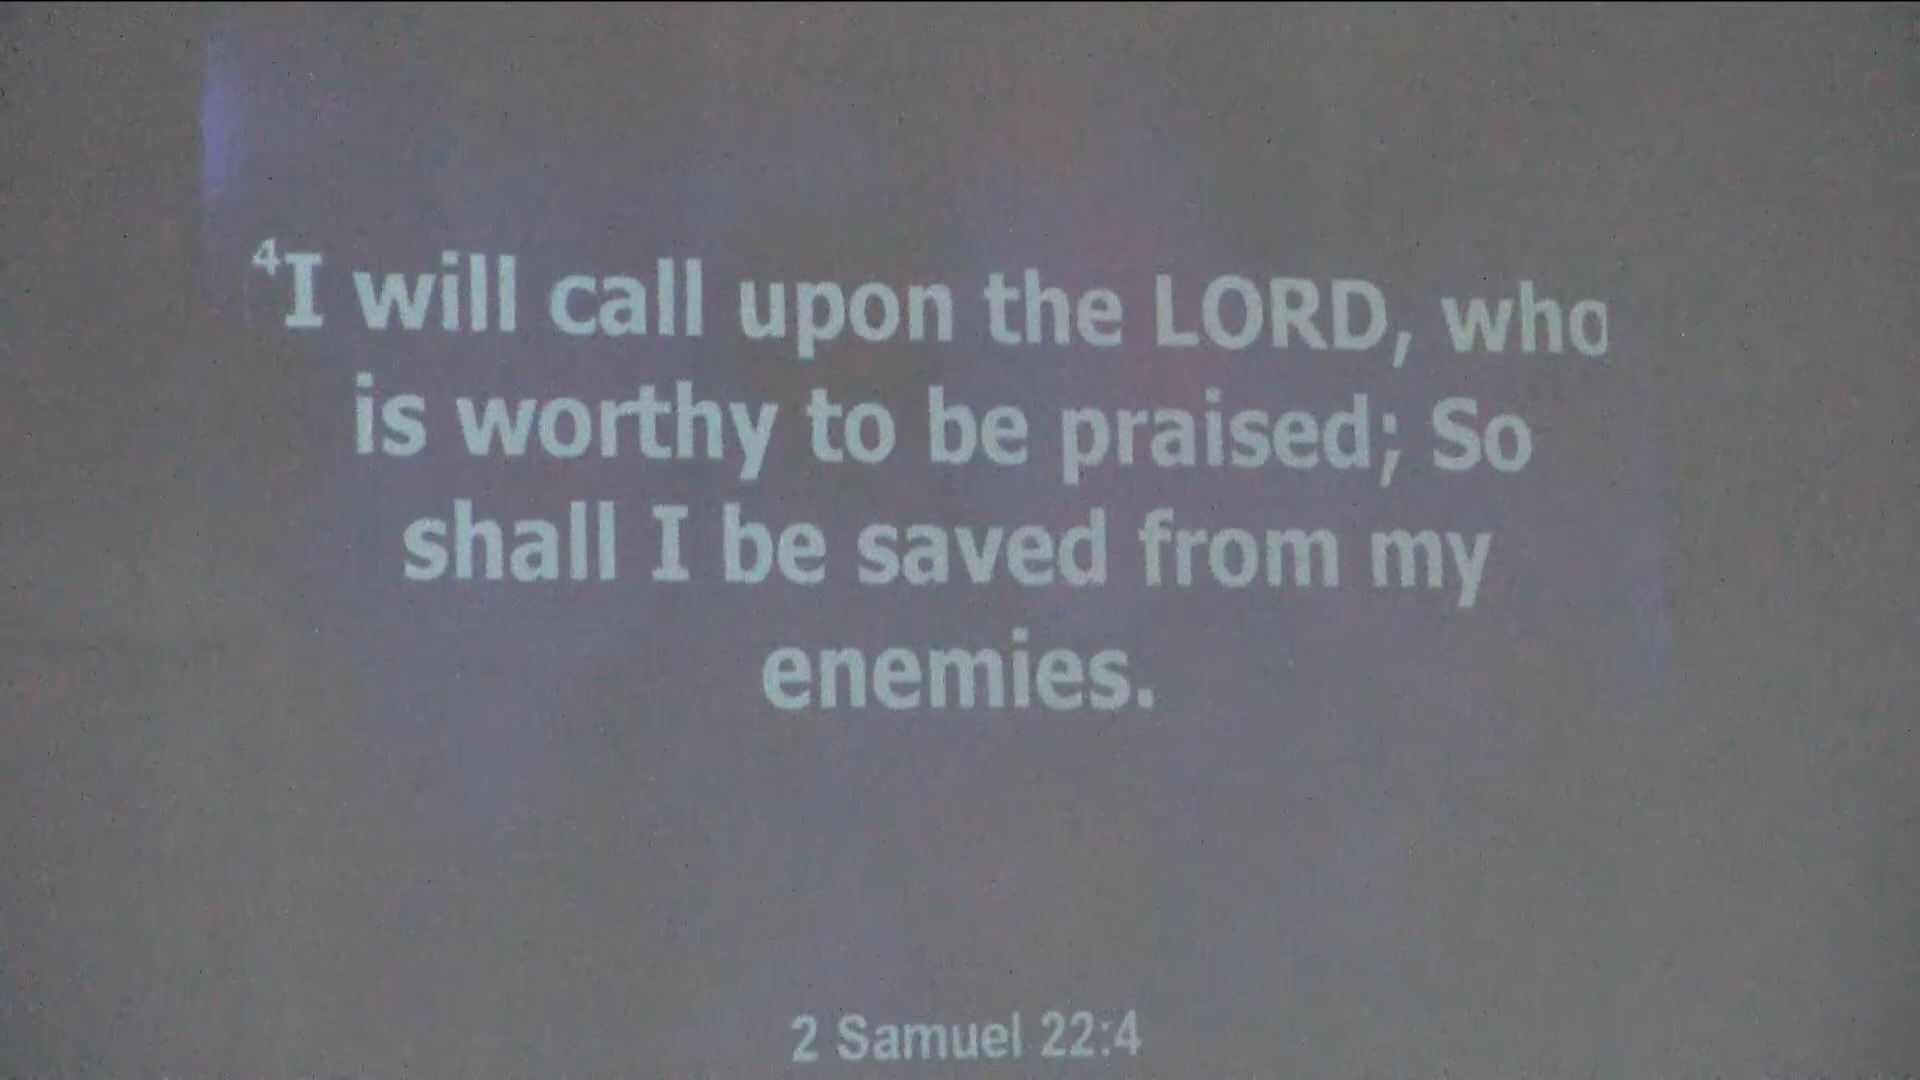 ⁴I will call upon the LORD, who
is worthy to be praised; So
shall I be saved from my
enemies.
2 Samuel 22:4